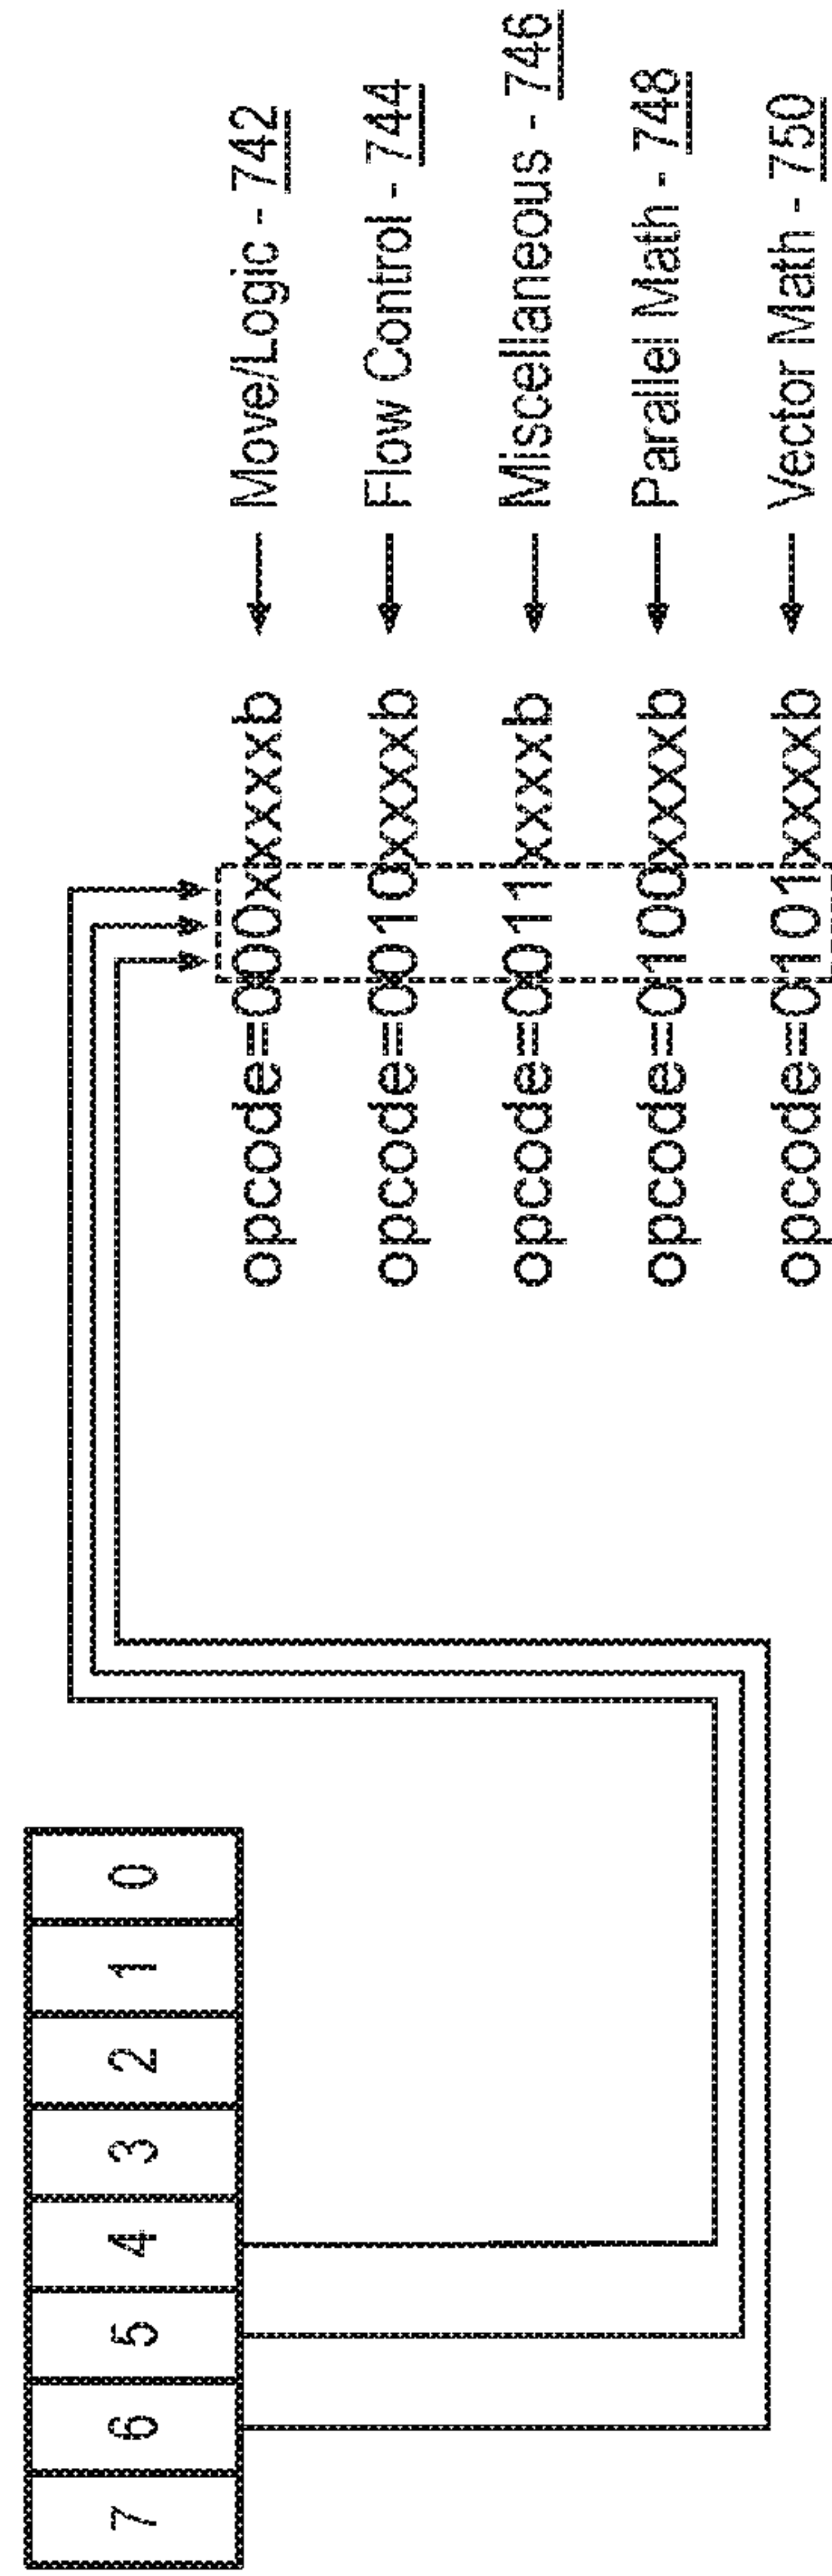 7 6 5 4 3 2 1 0
opcode=000xxxxxb ← Move/Logic - 742
opcode=0010xxxxb ← Flow Control - 744
opcode=0011xxxxb ← Miscellaneous - 746
opcode=0100xxxxb ← Parallel Math - 748
opcode=0101xxxxb ← Vector Math - 750